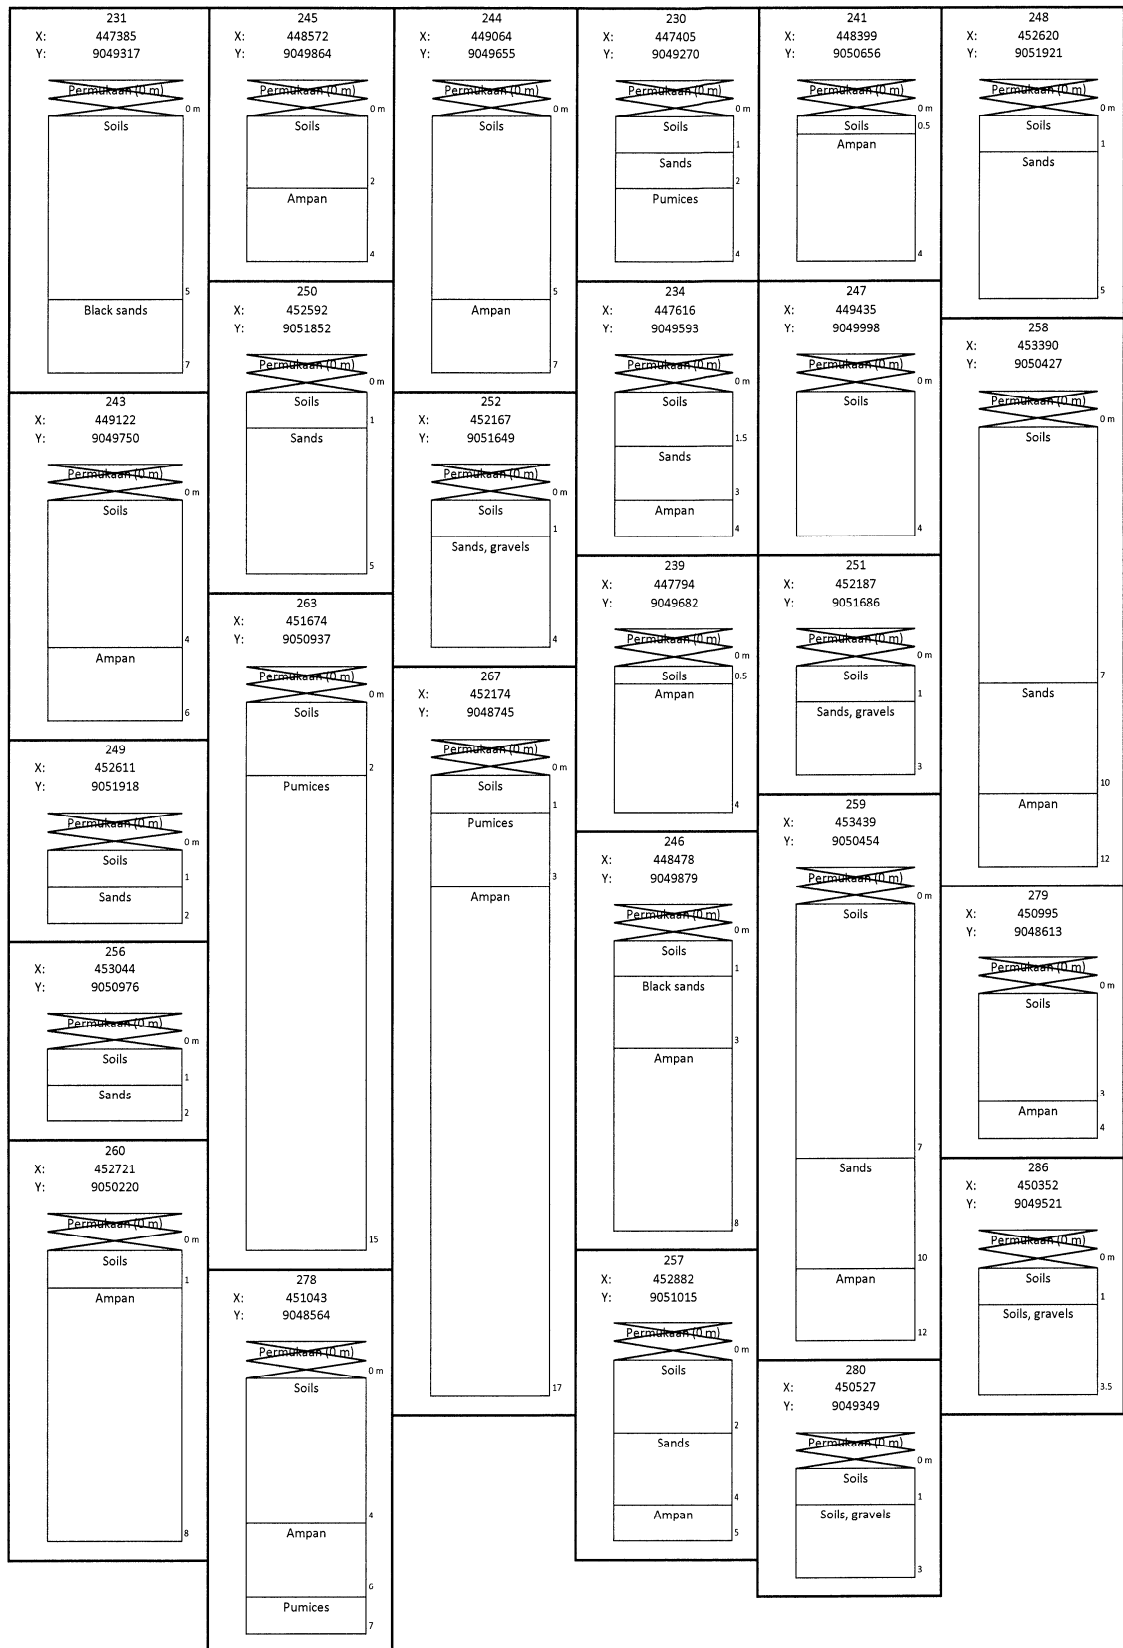 231
X: 447385
Y: 9049317
Permukaan (0 m)
0 m
Soils
5
Black sands
7
243
X: 449122
Y: 9049750
Permukaan (0 m)
0 m
Soils
4
Ampan
6
249
X: 452611
Y: 9051918
Permukaan (0 m)
0 m
Soils
1
Sands
2
256
X: 453044
Y: 9050976
Permukaan (0 m)
0 m
Soils
1
Sands
2
260
X: 452721
Y: 9050220
Permukaan (0 m)
0 m
Soils
1
Ampan
8
245
X: 448572
Y: 9049864
Permukaan (0 m)
0 m
Soils
2
Ampan
4
250
X: 452592
Y: 9051852
Permukaan (0 m)
0 m
Soils
1
Sands
5
263
X: 451674
Y: 9050937
Permukaan (0 m)
0 m
Soils
2
Pumices
15
278
X: 451043
Y: 9048564
Permukaan (0 m)
0 m
Soils
4
Ampan
6
Pumices
7
244
X: 449064
Y: 9049655
Permukaan (0 m)
0 m
Soils
5
Ampan
7
252
X: 452167
Y: 9051649
Permukaan (0 m)
0 m
Soils
1
Sands, gravels
4
267
X: 452174
Y: 9048745
Permukaan (0 m)
0 m
Soils
1
Pumices
3
Ampan
17
230
X: 447405
Y: 9049270
Permukaan (0 m)
0 m
Soils
1
Sands
2
Pumices
4
234
X: 447616
Y: 9049593
Permukaan (0 m)
0 m
Soils
1.5
Sands
3
Ampan
4
239
X: 447794
Y: 9049682
Permukaan (0 m)
0 m
Soils
0.5
Ampan
4
246
X: 448478
Y: 9049879
Permukaan (0 m)
0 m
Soils
1
Black sands
3
Ampan
8
257
X: 452882
Y: 9051015
Permukaan (0 m)
0 m
Soils
2
Sands
4
Ampan
5
241
X: 448399
Y: 9050656
Permukaan (0 m)
0 m
Soils
0.5
Ampan
4
247
X: 449435
Y: 9049998
Permukaan (0 m)
0 m
Soils
4
251
X: 452187
Y: 9051686
Permukaan (0 m)
0 m
Soils
1
Sands, gravels
3
259
X: 453439
Y: 9050454
Permukaan (0 m)
0 m
Soils
7
Sands
10
Ampan
12
280
X: 450527
Y: 9049349
Permukaan (0 m)
0 m
Soils
1
Soils, gravels
3
248
X: 452620
Y: 9051921
Permukaan (0 m)
0 m
Soils
1
Sands
5
258
X: 453390
Y: 9050427
Permukaan (0 m)
0 m
Soils
7
Sands
10
Ampan
12
279
X: 450995
Y: 9048613
Permukaan (0 m)
0 m
Soils
3
Ampan
4
286
X: 450352
Y: 9049521
Permukaan (0 m)
0 m
Soils
1
Soils, gravels
3.5